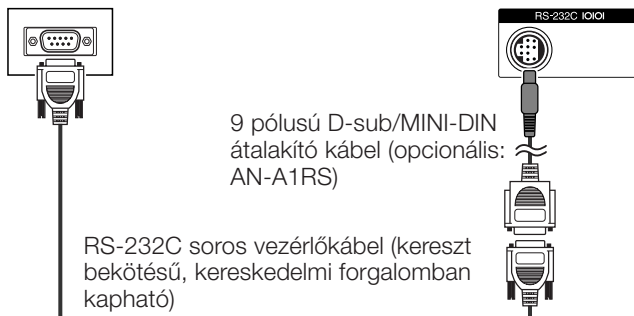 RS-232C IOIOI
9 pólusú D-sub/MINI-DIN
átalakító kábel (opcionális:
AN-A1RS)
RS-232C soros vezérlőkábel (kereszt
bekötésű, kereskedelmi forgalomban
kapható)